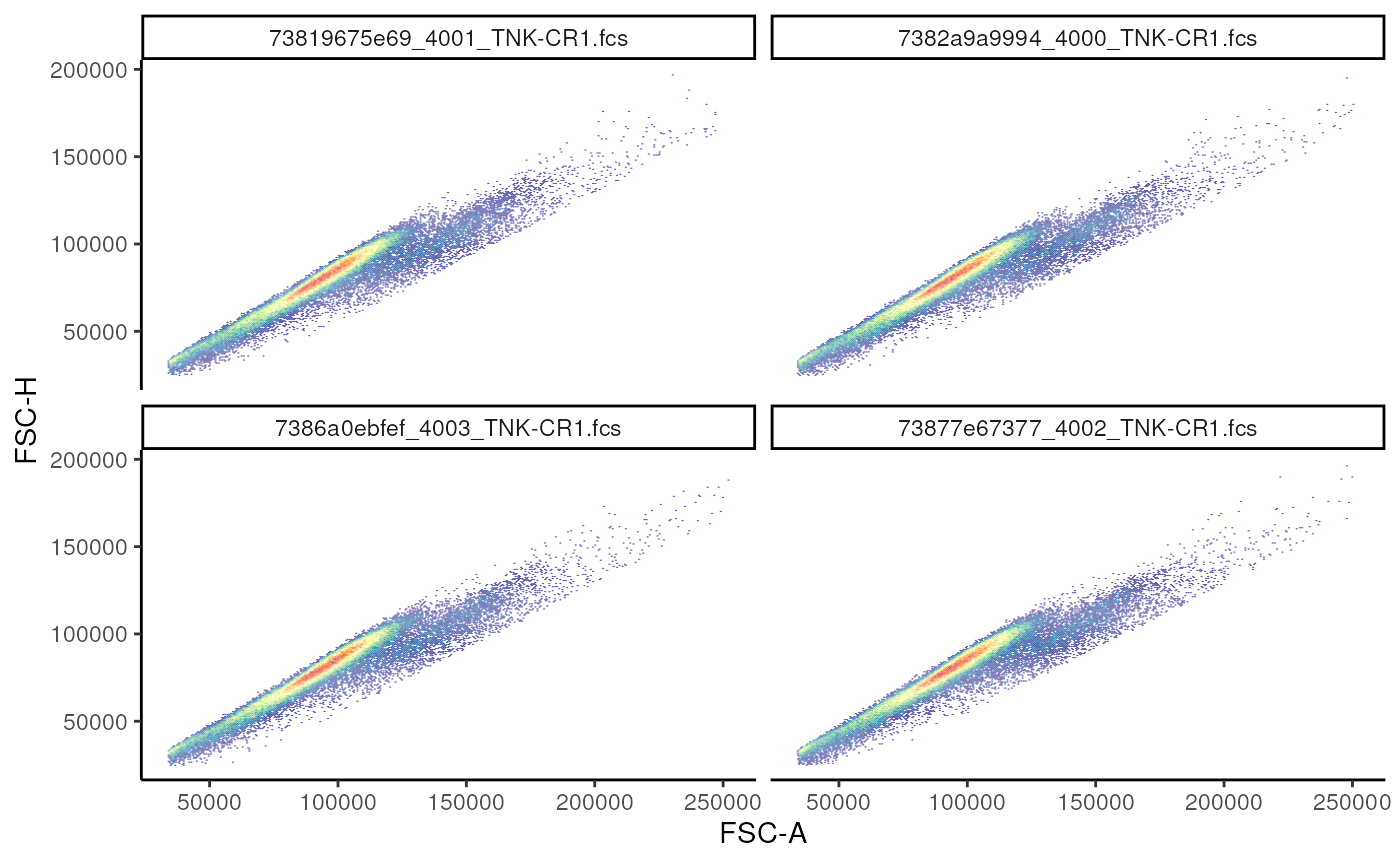 73819675e69_4001_TNK-CR1.fcs
7382a9a9994_4000_TNK-CR1.fcs
200000
150000
100000
50000
FSC-H
7386a0ebfef_4003_TNK-CR1.fcs
73877e67377_4002_TNK-CR1.fcs
200000
150000
100000
50000
50000 100000 150000 200000 250000
50000 100000 150000 200000 250000
FSC-A